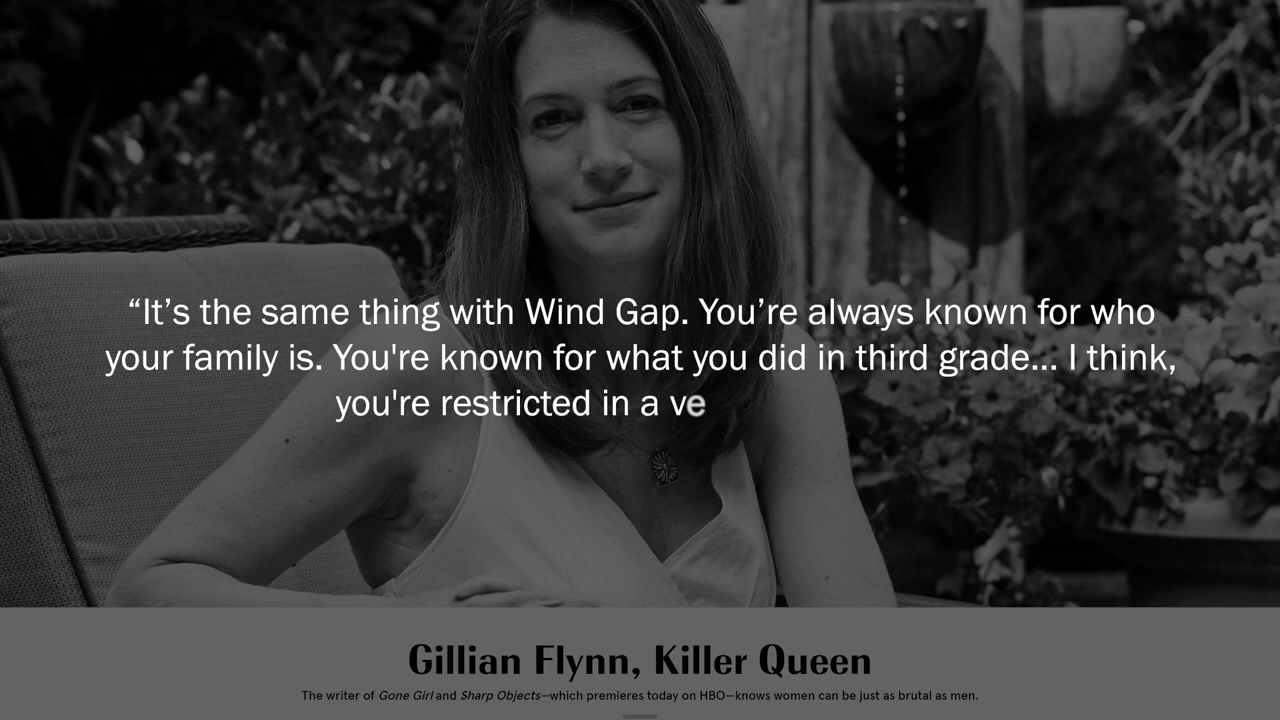 “It’s the same thing with Wind Gap. You’re always known for who
your family is. You're known for what you did in third grade... I think,
you're restricted in a ve
Gillian Flynn, Killer Queen
The writer of Gone Girl and Sharp Objects—which premieres today on HBO—knows women can be just as brutal as men.